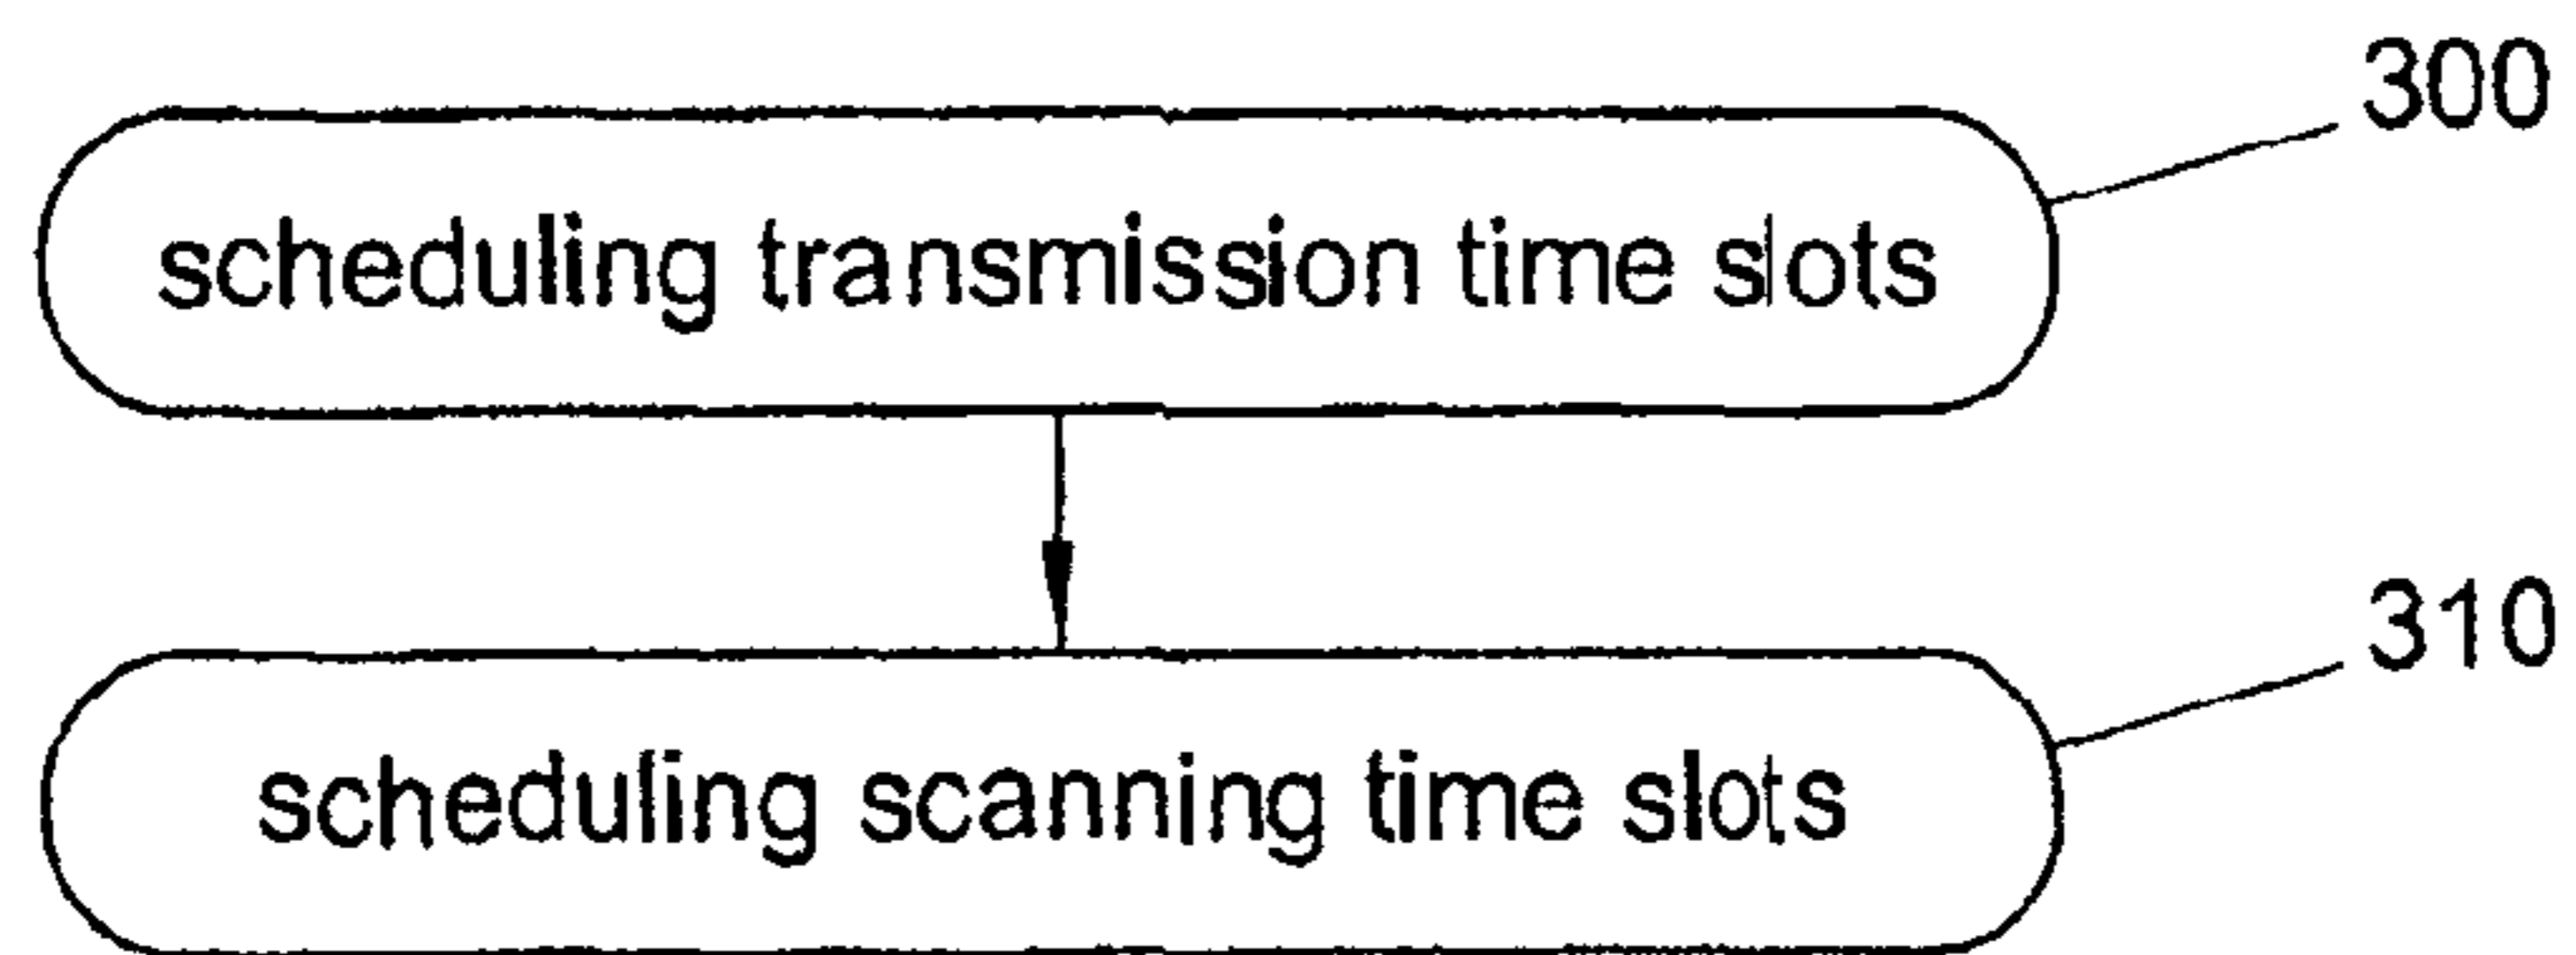 300
scheduling transmission time slots
310
scheduling scanning time slots